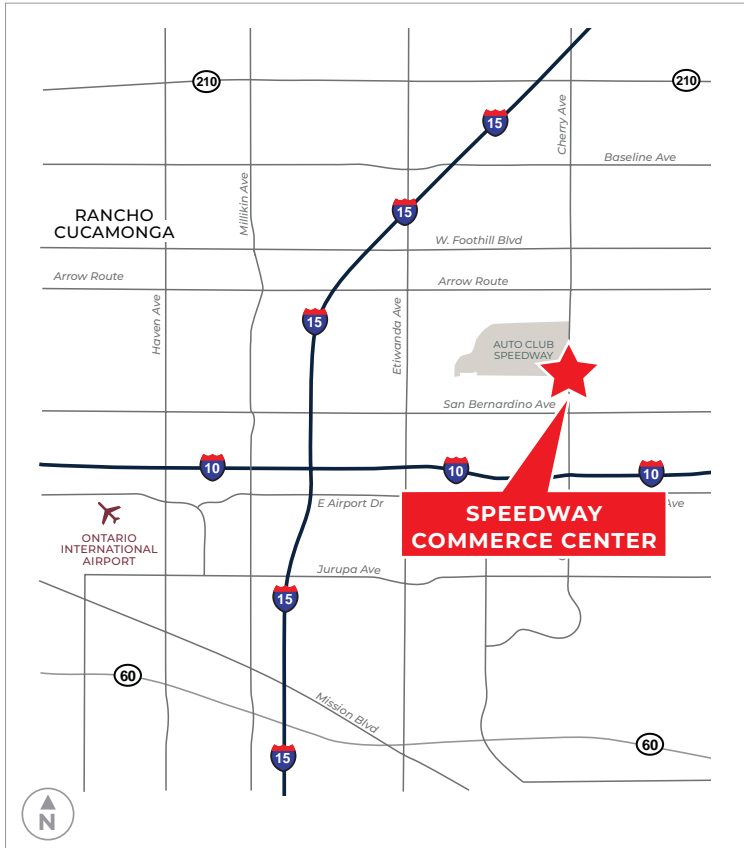 210
210
15
Cherry Ave
Baseline Ave
Millikin Ave
15
RANCHO
CUCAMONGA
W. Foothill Blvd
Arrow Route
Arrow Route
Haven Ave
15
Etiwanda Ave
AUTO CLUB
SPEEDWAY
San Bernardino Ave
10
10
10
E Airport Dr
Ave
SPEEDWAY
COMMERCE CENTER
ONTARIO
INTERNATIONAL
AIRPORT
Jurupa Ave
15
60
Mission Blvd
60
15
N